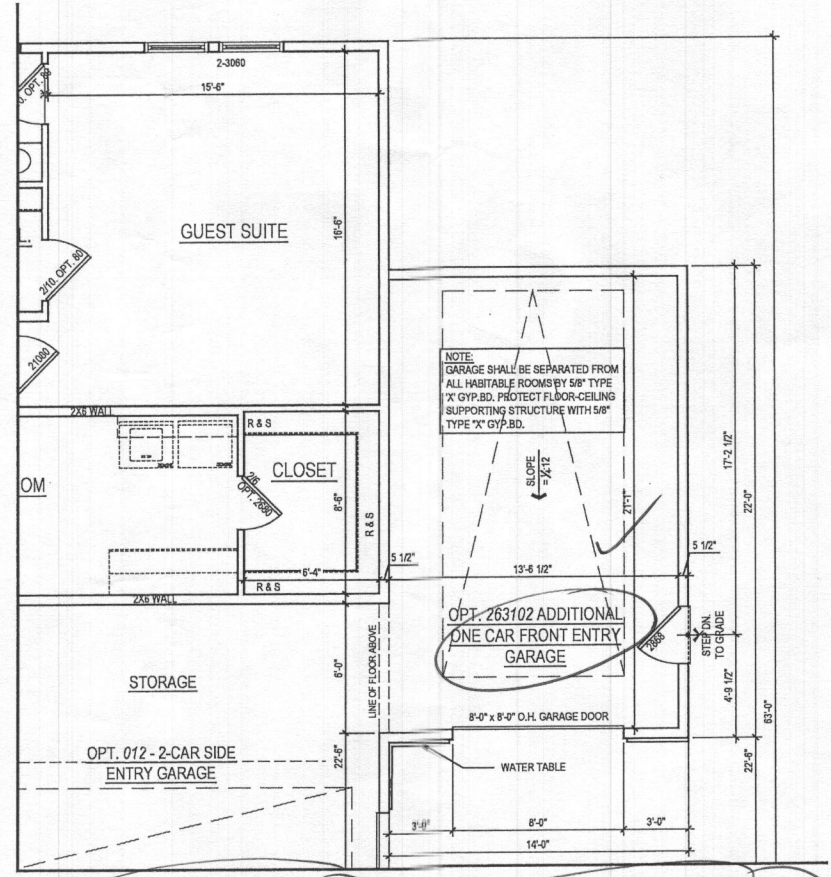 2-3060
15'-6"
GUEST SUITE
16'-6"
2/10. OPT. 80
21080
NOTE:
GARAGE SHALL BE SEPARATED FROM
ALL HABITABLE ROOMS BY 5/8" TYPE
'X' GYP.BD. PROTECT FLOOR-CEILING
SUPPORTING STRUCTURE WITH 5/8"
TYPE "X" GYP.BD.
SLOPE
21'-1"
17'-2 1/2"
22'-0"
2X6 WALL
R & S
OM
CLOSET
2/6
OPT. 2680
8'-6"
R & S
6'-4"
R & S
5 1/2"
13'-6 1/2"
5 1/2"
2X6 WALL
OPT. 263102 ADDITIONAL
ONE CAR FRONT ENTRY
GARAGE
2868
STEP DN.
TO GRADE
4'-9 1/2"
63'-0"
STORAGE
6'-0"
LINE OF FLOOR ABOVE
8'-0" x 8'-0" O.H. GARAGE DOOR
OPT. 012 - 2-CAR SIDE
ENTRY GARAGE
22'-6"
WATER TABLE
22'-6"
3'-0"
8'-0"
3'-0"
14'-0"